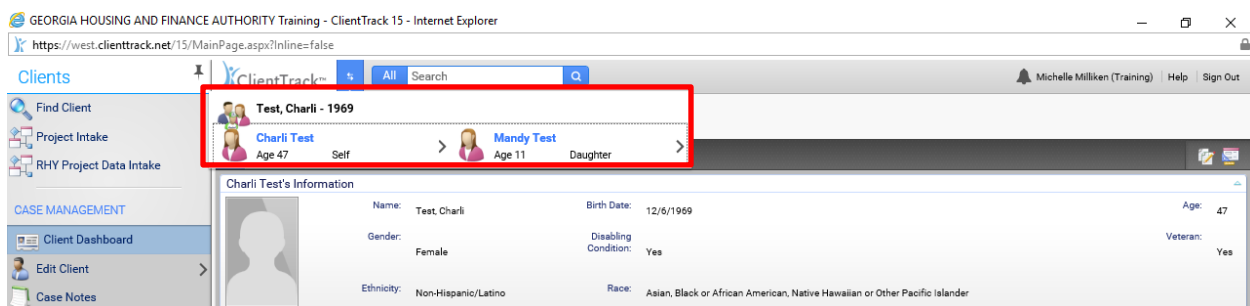 GEORGIA HOUSING AND FINANCE AUTHORITY Training - ClientTrack 15 - Internet Explorer
https://west.clienttrack.net/15/MainPage.aspx?Inline=false
Clients
ClientTrack™ All Search
Michelle Milliken (Training) Help Sign Out
Find Client
Project Intake
RHY Project Data Intake
CASE MANAGEMENT
Client Dashboard
Edit Client
Case Notes
Test, Charli - 1969
Charli Test Mandy Test
Age 47 Self Age 11 Daughter
Charli Test's Information
Name: Test, Charli Birth Date: 12/6/1969 Age: 47
Gender: Female Disabling Condition: Yes Veteran: Yes
Ethnicity: Non-Hispanic/Latino Race: Asian, Black or African American, Native Hawaiian or Other Pacific Islander